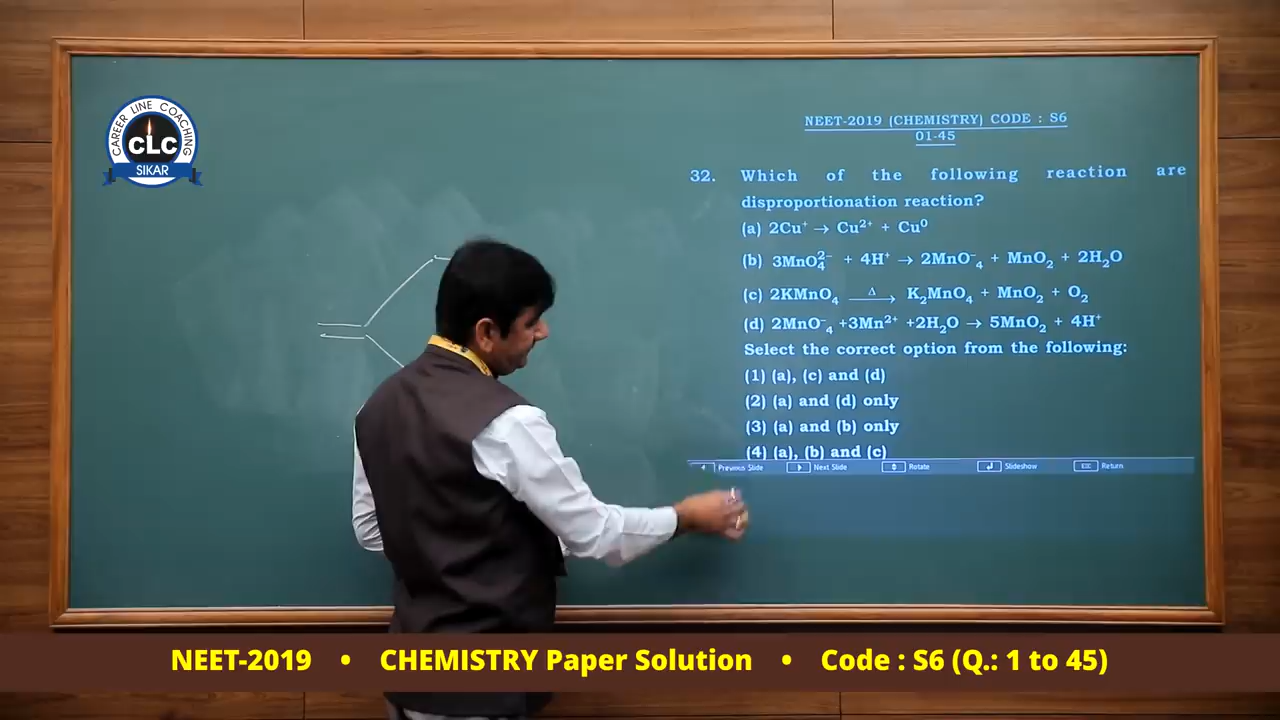 CAREER LINE COACHING
CLC
SIKAR
NEET-2019 (CHEMISTRY) CODE : S6
01-45
32. Which of the following reaction are
disproportionation reaction?
(a) 2Cu⁺ → Cu²⁺ + Cu⁰
(b) 3MnO₄²⁻ + 4H⁺ → 2MnO⁻₄ + MnO₂ + 2H₂O
(c) 2KMnO₄ —Δ→ K₂MnO₄ + MnO₂ + O₂
(d) 2MnO⁻₄ +3Mn²⁺ +2H₂O → 5MnO₂ + 4H⁺
Select the correct option from the following:
(1) (a), (c) and (d)
(2) (a) and (d) only
(3) (a) and (b) only
(4) (a), (b) and (c)
Previous Slide Next Slide Rotate Slideshow ESC Return
NEET-2019 • CHEMISTRY Paper Solution • Code : S6 (Q.: 1 to 45)